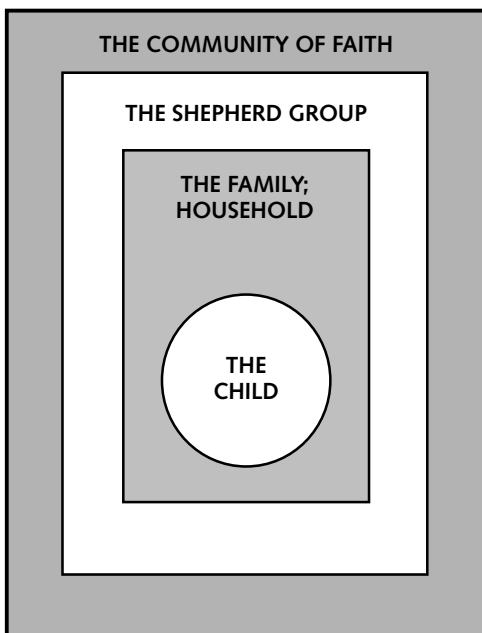 THE COMMUNITY OF FAITH
THE SHEPHERD GROUP
THE FAMILY;
HOUSEHOLD
THE
CHILD